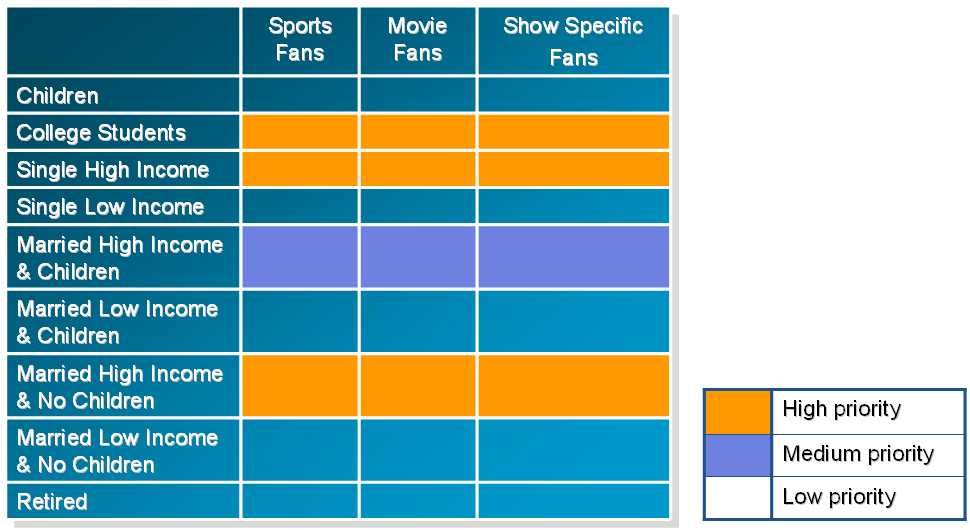 Sports
Fans
Movie
Fans
Show Specific
Fans
Children
College Students
Single High Income
Single Low Income
Married High Income
& Children
Married Low Income
& Children
Married High Income
& No Children
Married Low Income
& No Children
Retired
High priority
Medium priority
Low priority